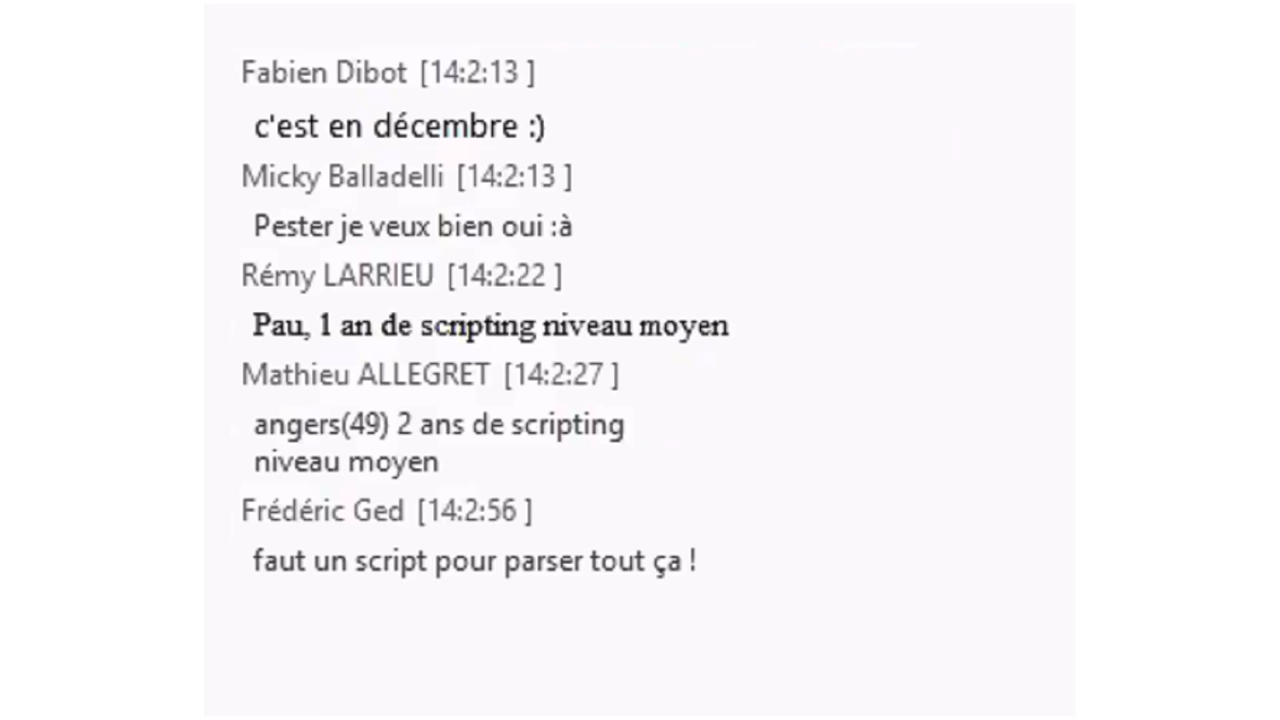 Fabien Dibot [14:2:13 ]
c'est en décembre :)
Micky Balladelli [14:2:13 ]
Pester je veux bien oui :à
Rémy LARRIEU [14:2:22 ]
Pau, 1 an de scripting niveau moyen
Mathieu ALLEGRET [14:2:27 ]
angers(49) 2 ans de scripting
niveau moyen
Frédéric Ged [14:2:56 ]
faut un script pour parser tout ça !